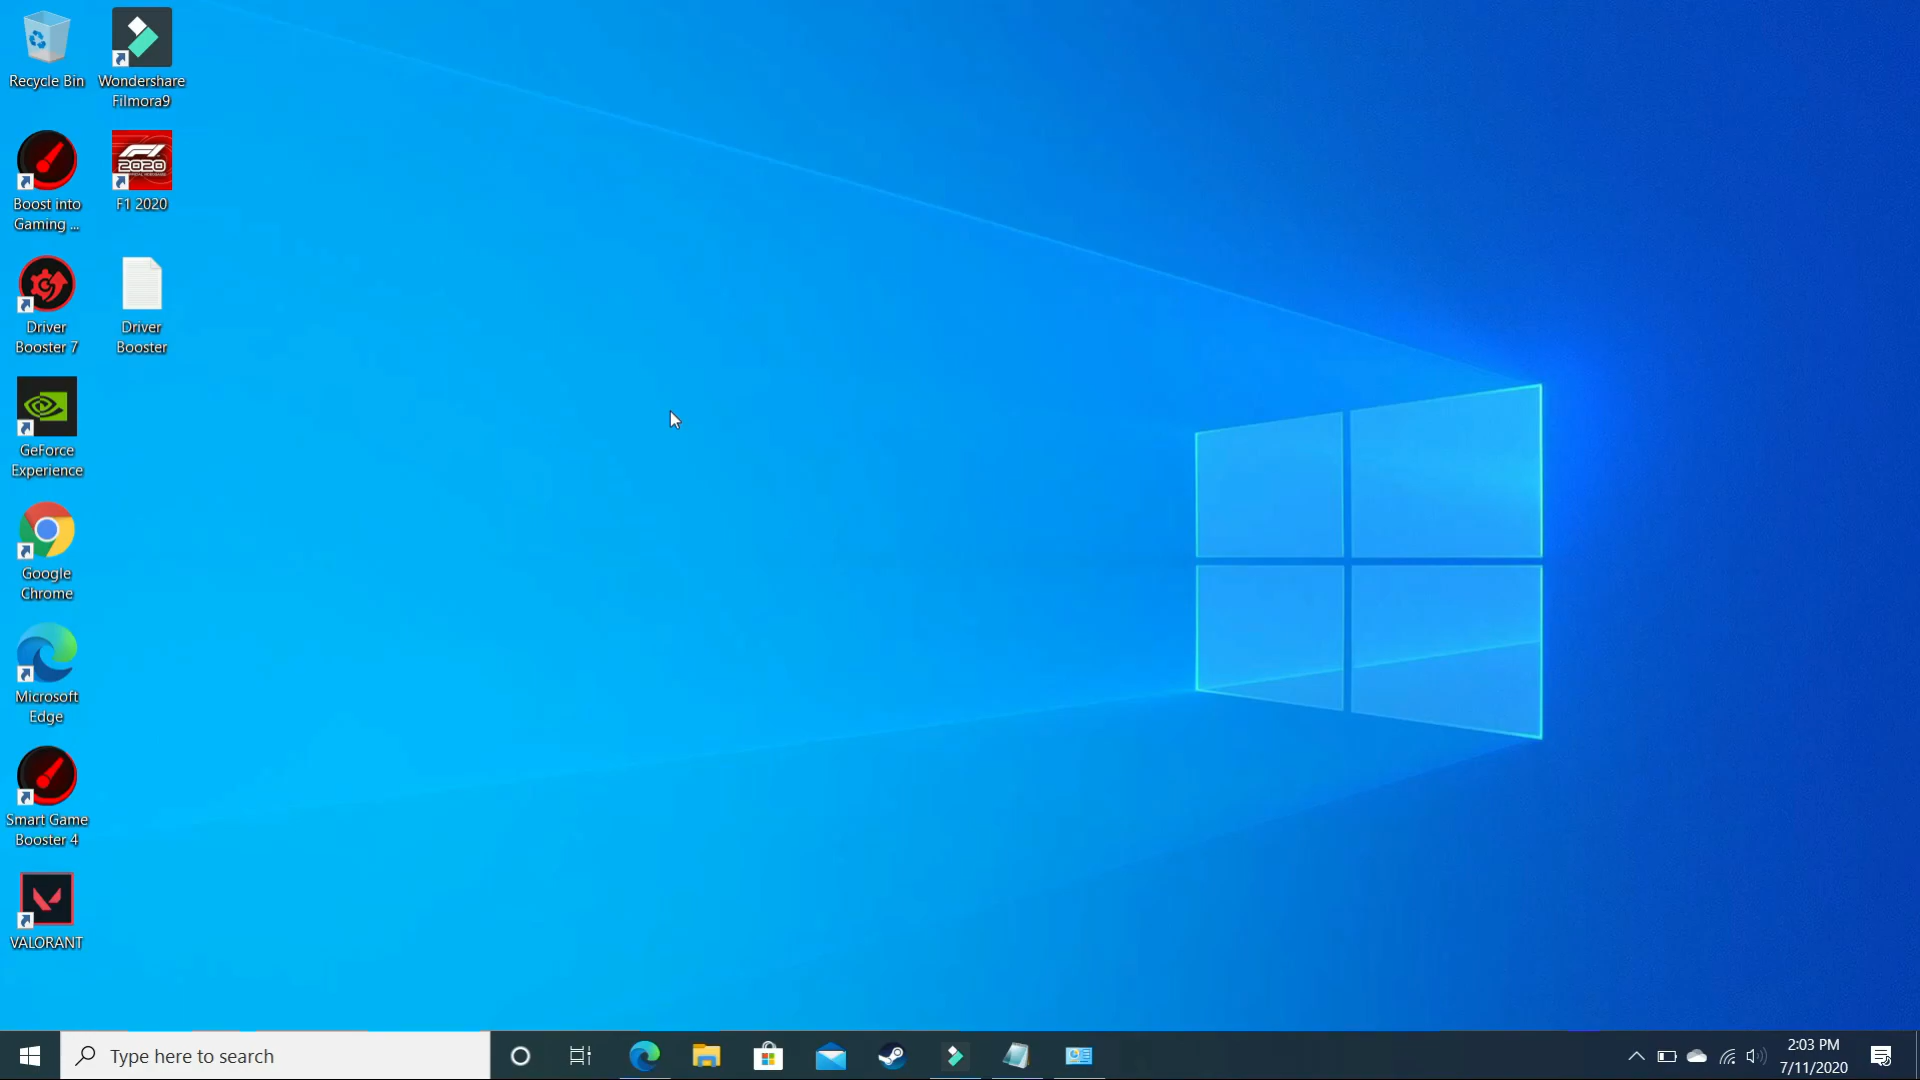 Recycle Bin
Wondershare
Filmora9
Boost into
Gaming ...
F1 2020
2020
Driver
Booster 7
Driver
Booster
GeForce
Experience
Google
Chrome
Microsoft
Edge
Smart Game
Booster 4
VALORANT
Type here to search
2:03 PM
7/11/2020